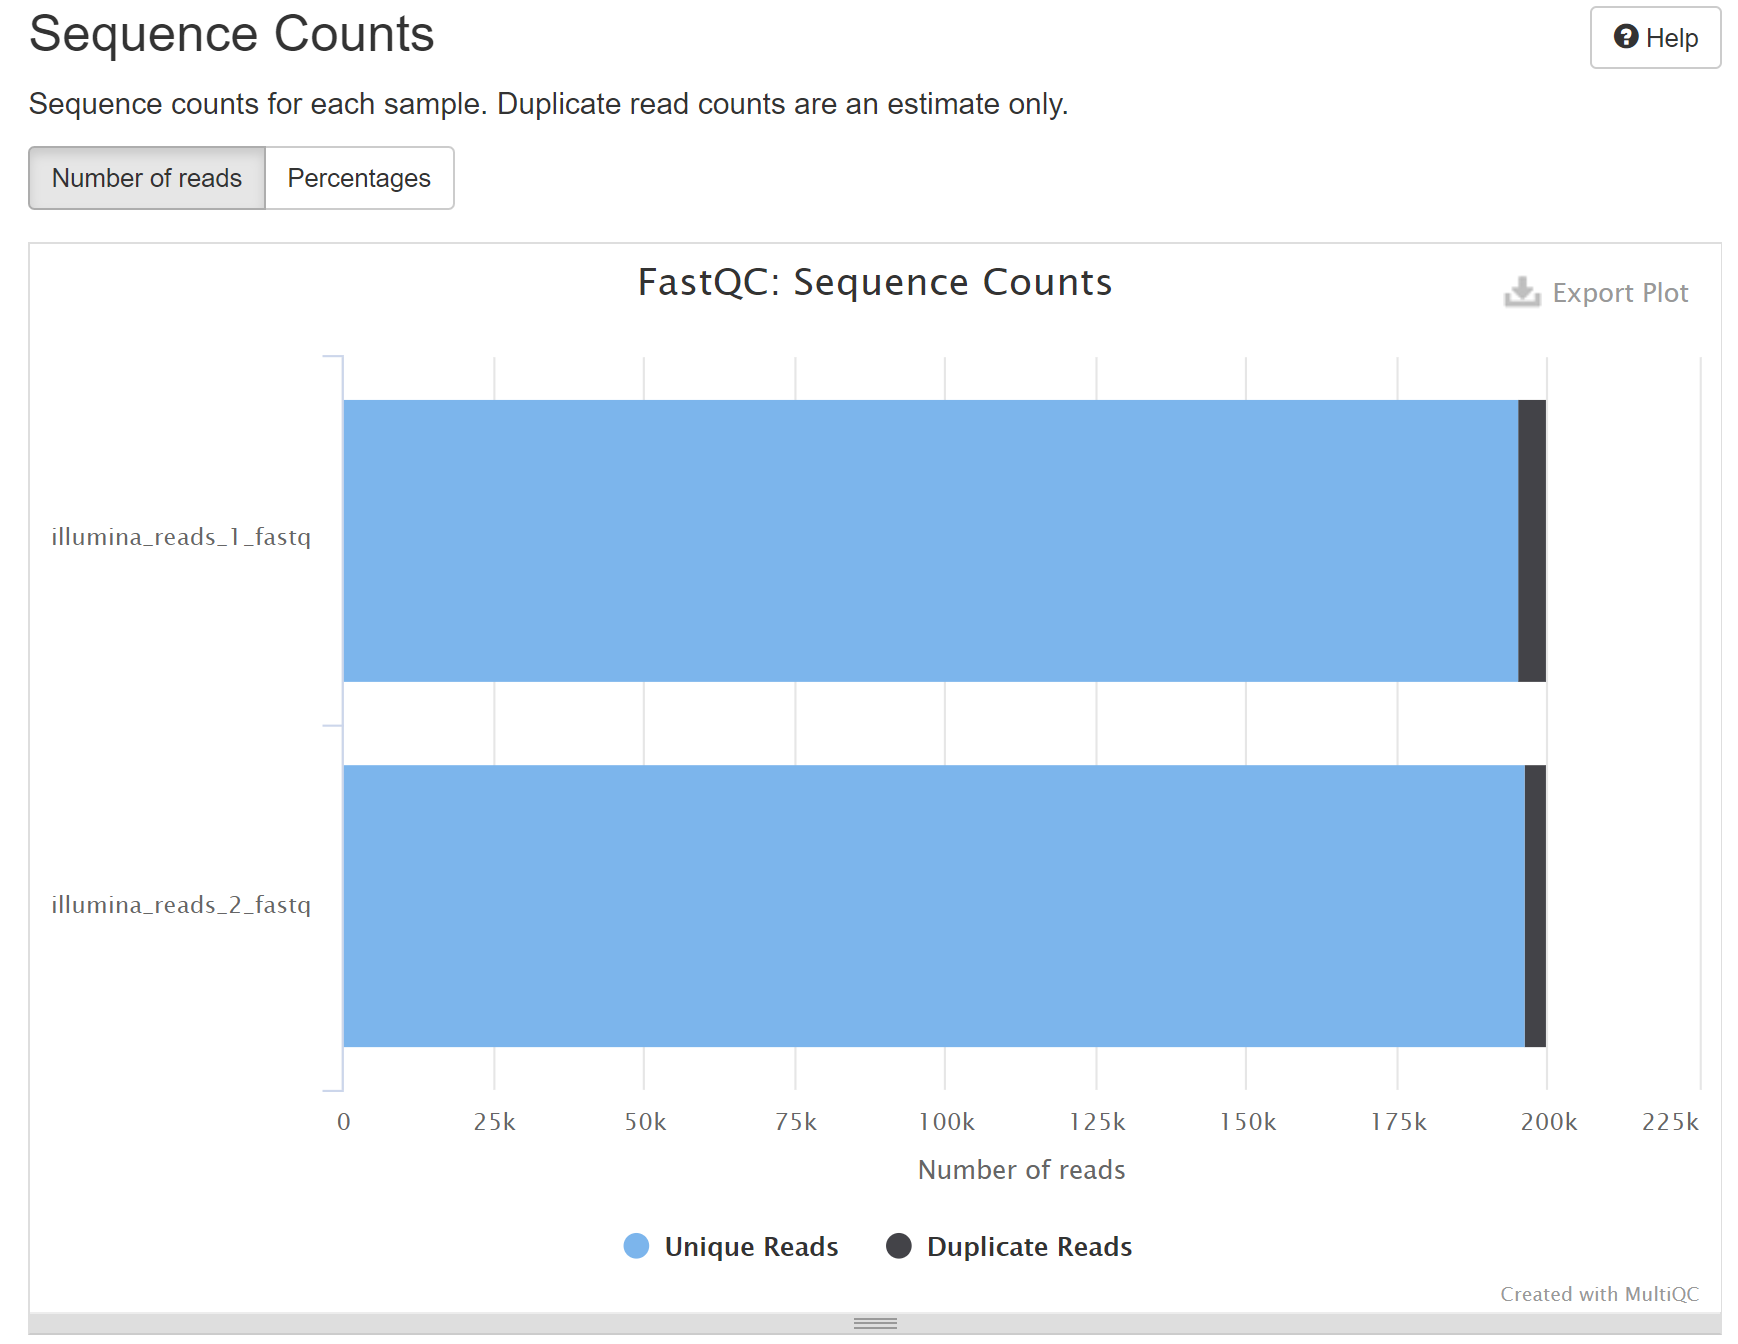 Sequence Counts
Help
Sequence counts for each sample. Duplicate read counts are an estimate only.
Number of reads
Percentages
FastQC: Sequence Counts
Export Plot
illumina_reads_1_fastq
illumina_reads_2_fastq
0 25k 50k 75k 100k 125k 150k 175k 200k 225k
Number of reads
Unique Reads Duplicate Reads
Created with MultiQC